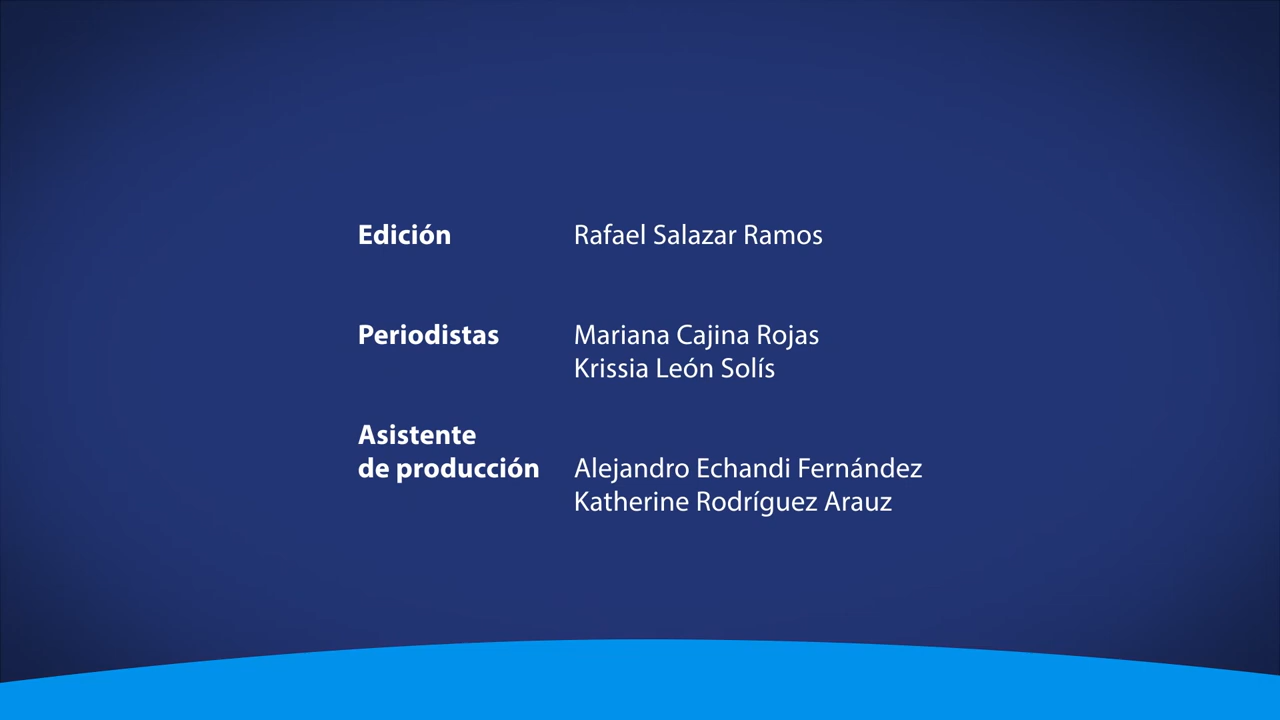 Edición Rafael Salazar Ramos
Periodistas Mariana Cajina Rojas
Krissia León Solís
Asistente
de producción Alejandro Echandi Fernández
Katherine Rodríguez Arauz